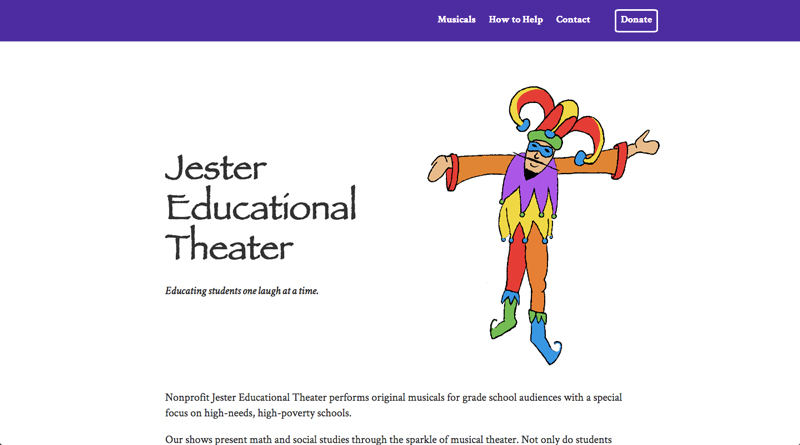 Musicals How to Help Contact Donate
Jester
Educational
Theater
Educating students one laugh at a time.
Nonprofit Jester Educational Theater performs original musicals for grade school audiences with a special
focus on high-needs, high-poverty schools.
Our shows present math and social studies through the sparkle of musical theater. Not only do students